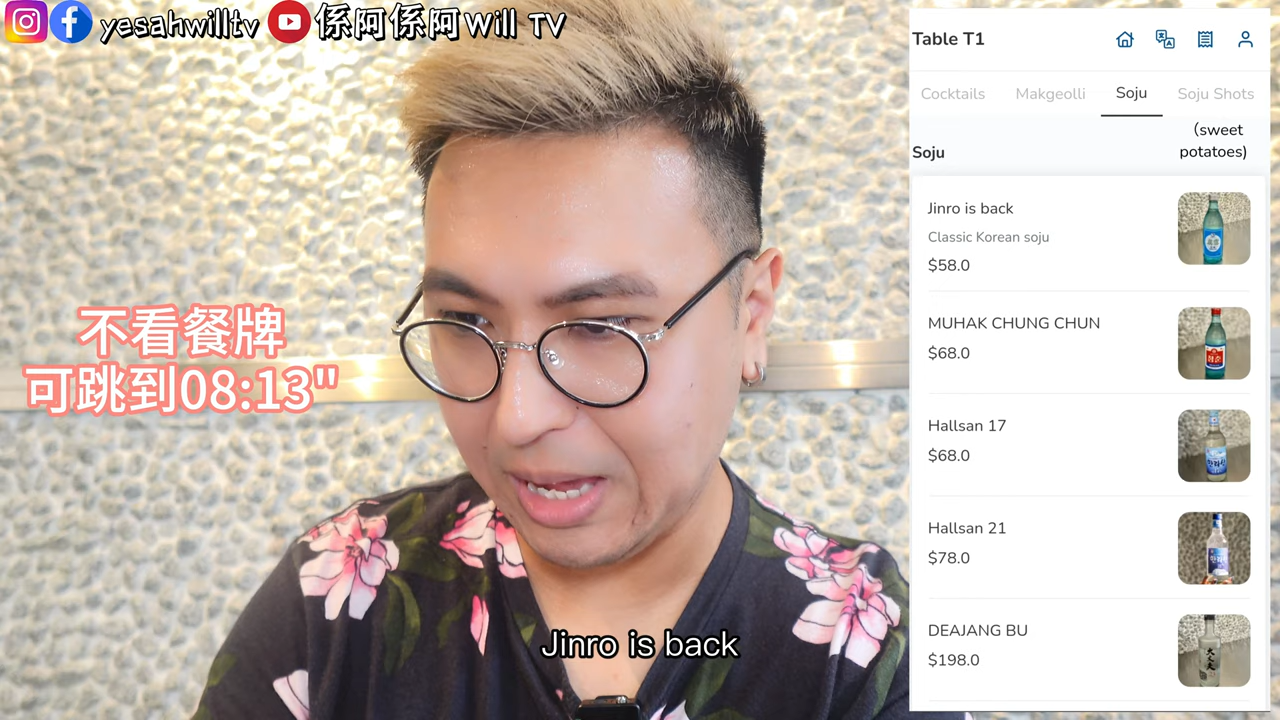 yesahwilltv 係阿係阿Will TV
不看餐牌
可跳到08:13"
Table T1
Cocktails Makgeolli Soju Soju Shots
(sweet
potatoes)
Soju
Jinro is back
Classic Korean soju
$58.0
MUHAK CHUNG CHUN
$68.0
Hallsan 17
$68.0
Hallsan 21
$78.0
DEAJANG BU
$198.0
大丈夫
Jinro is back